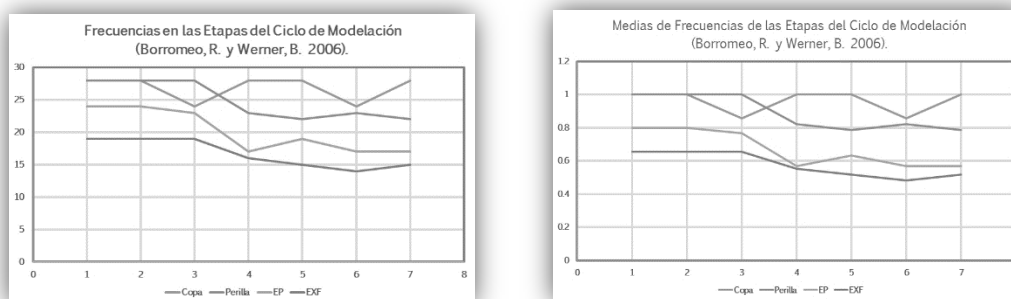 Frecuencias en las Etapas del Ciclo de Modelación
(Borromeo, R. y Werner, B. 2006).
30
25
20
15
10
5
0
0 1 2 3 4 5 6 7 8
Copa Perilla EP EXF
Medias de Frecuencias de las Etapas del Ciclo de Modelación
(Borromeo, R. y Werner, B. 2006).
1.2
1
0.8
0.6
0.4
0.2
0
0 1 2 3 4 5 6 7
Copa Perilla EP EXF